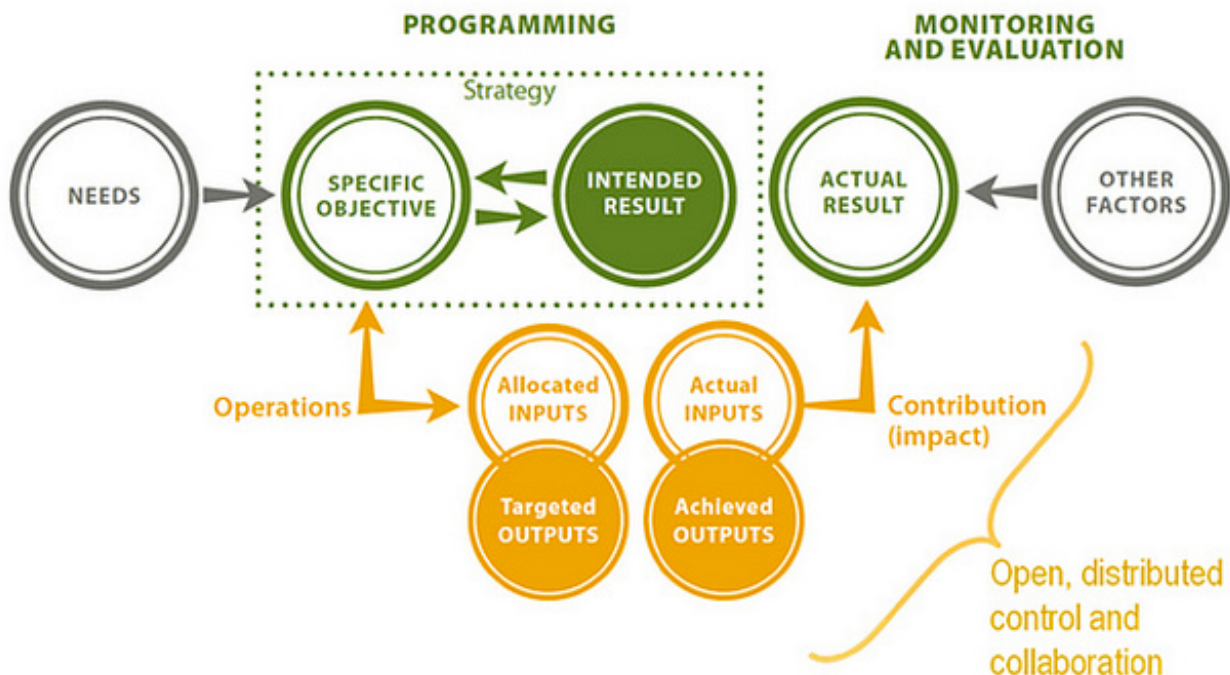 PROGRAMMING
MONITORING
AND EVALUATION
Strategy
NEEDS
SPECIFIC
OBJECTIVE
INTENDED
RESULT
ACTUAL
RESULT
OTHER
FACTORS
Operations
Allocated
INPUTS
Actual
INPUTS
Contribution
(impact)
Targeted
OUTPUTS
Achieved
OUTPUTS
Open, distributed
control and
collaboration